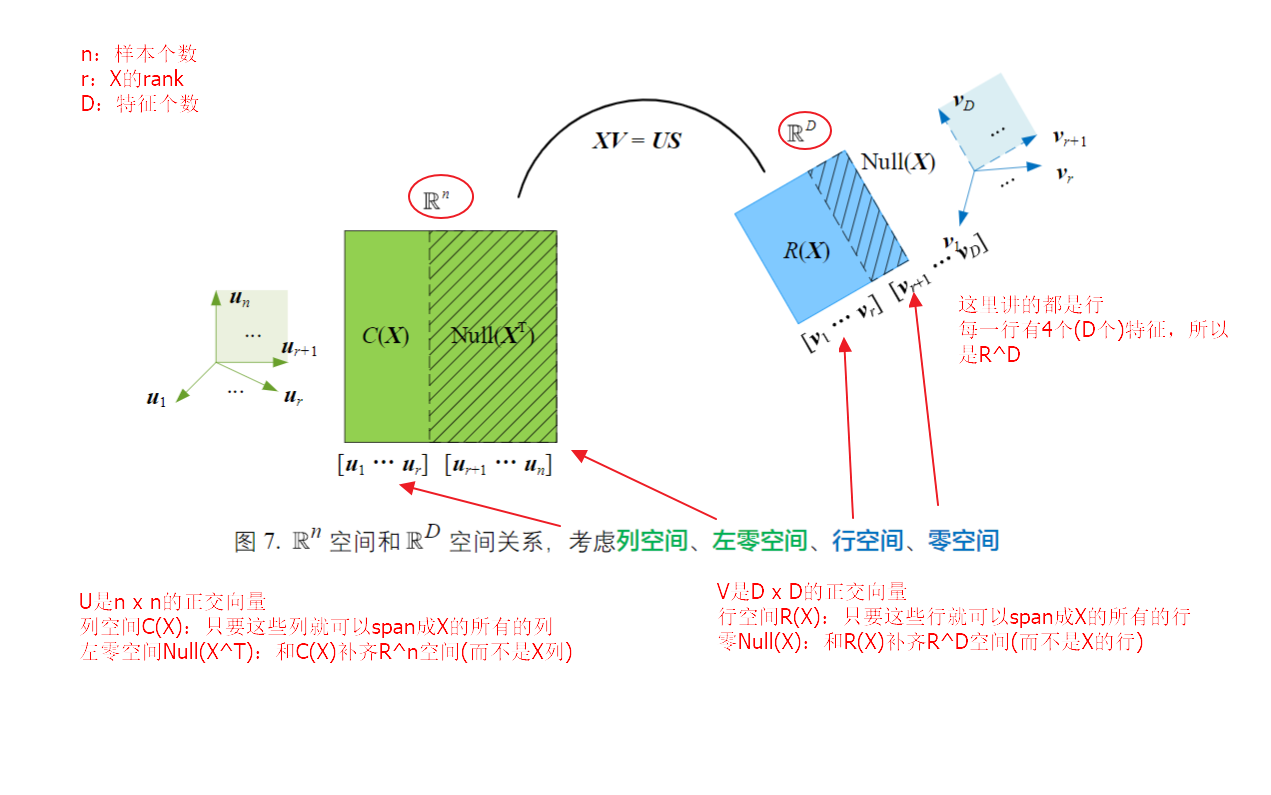 n：样本个数
r：X的rank
D：特征个数
XV = US
ℝⁿ
ℝᴰ
Null(X)
v_D
...
v_{r+1}
v_r
...
v_1
R(X)
[v_1 ⋯ v_r] [v_{r+1} ⋯ v_D]
C(X)
Null(Xᵀ)
u_n
...
u_{r+1}
u_1
...
u_r
[u_1 ⋯ u_r] [u_{r+1} ⋯ u_n]
这里讲的都是行
每一行有4个(D个)特征，所以
是R^D
图 7. ℝⁿ 空间和 ℝᴰ 空间关系，考虑列空间、左零空间、行空间、零空间
U是n x n的正交向量
列空间C(X)：只要这些列就可以span成X的所有的列
左零空间Null(X^T)：和C(X)补齐R^n空间(而不是X列)
V是D x D的正交向量
行空间R(X)：只要这些行就可以span成X的所有的行
零Null(X)：和R(X)补齐R^D空间(而不是X的行)